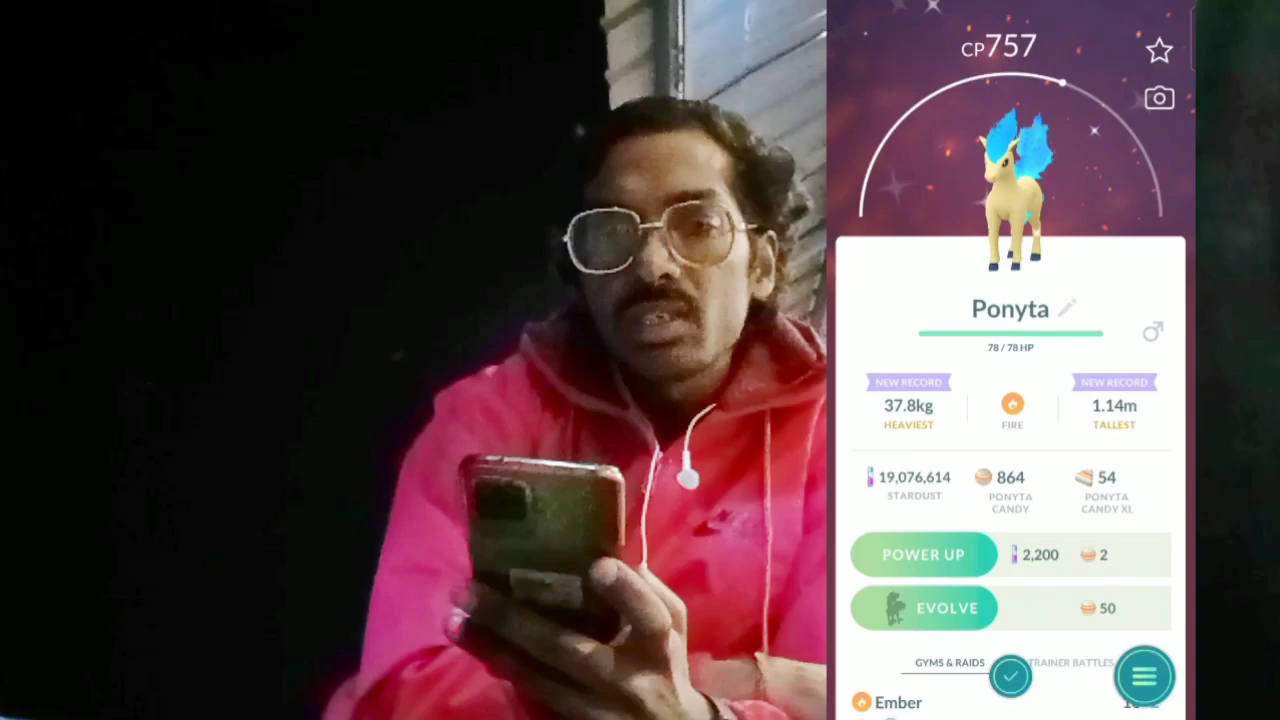 CP757
Ponyta
78 / 78 HP
NEW RECORD
NEW RECORD
37.8kg
1.14m
HEAVIEST
FIRE
TALLEST
19,076,614
864
54
STARDUST
PONYTA
CANDY
PONYTA
CANDY XL
POWER UP
2,200
2
EVOLVE
50
GYMS & RAIDS
TRAINER BATTLES
Ember